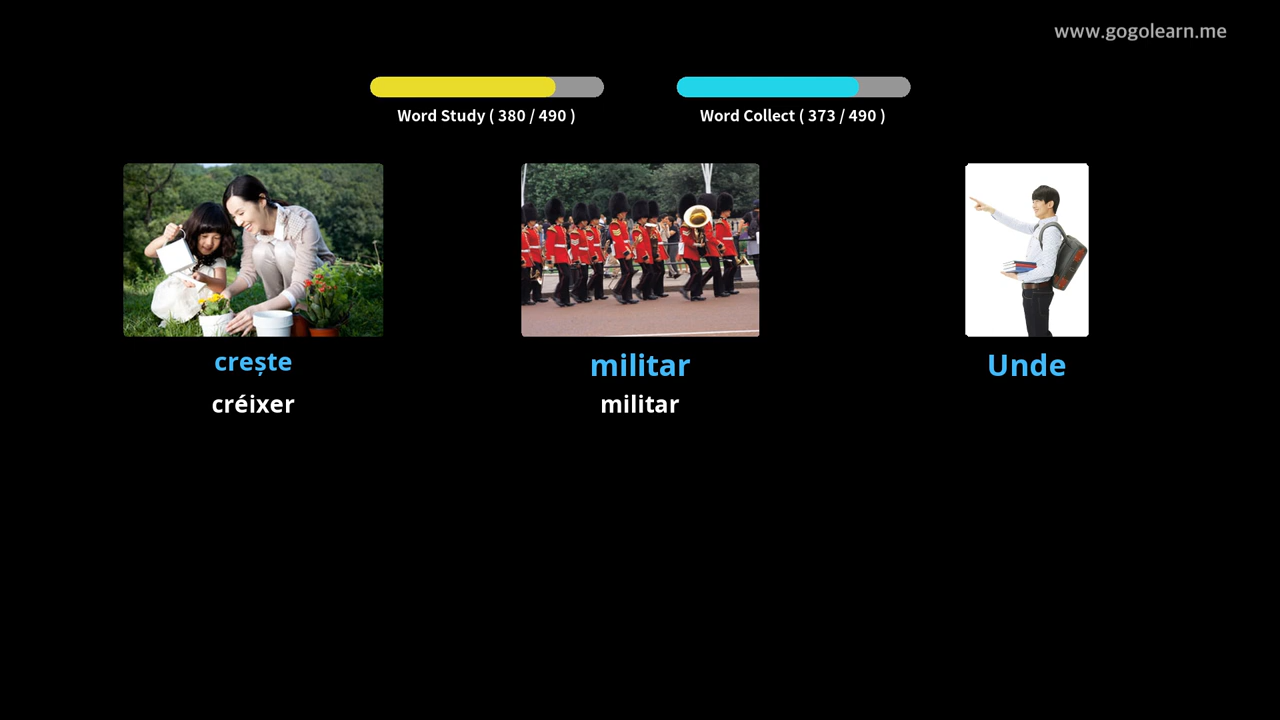 www.gogolearn.me
Word Study ( 380 / 490 )
Word Collect ( 373 / 490 )
crește
créixer
militar
militar
Unde